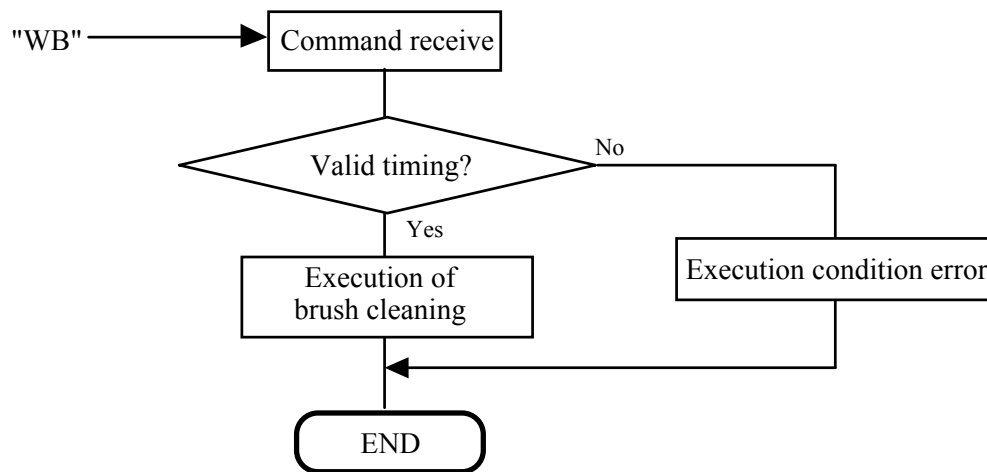 "WB"
Command receive
Valid timing?
No
Yes
Execution of
brush cleaning
Execution condition error
END